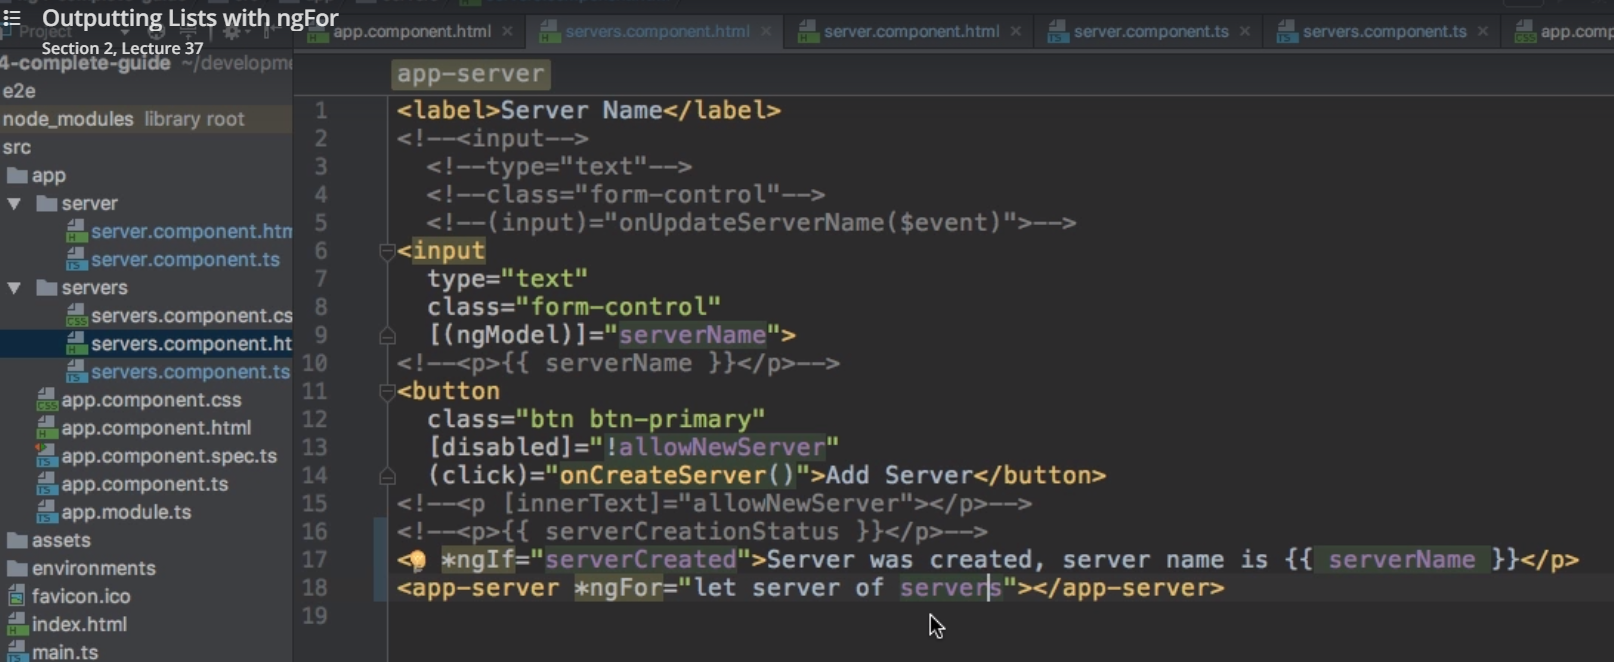 Outputting Lists with ngFor
Section 2, Lecture 37
Project
app.component.html
servers.component.html
server.component.html
server.component.ts
servers.component.ts
app.comp
4-complete-guide ~/developme
e2e
node_modules library root
src
app
server
server.component.htm
server.component.ts
servers
servers.component.cs
servers.component.ht
servers.component.ts
app.component.css
app.component.html
app.component.spec.ts
app.component.ts
app.module.ts
assets
environments
favicon.ico
index.html
main.ts
app-server
1 <label>Server Name</label>
2 <!--<input-->
3 <!--type="text"-->
4 <!--class="form-control"-->
5 <!--(input)="onUpdateServerName($event)">-->
6 <input
7 type="text"
8 class="form-control"
9 [(ngModel)]="serverName">
10 <!--<p>{{ serverName }}</p>-->
11 <button
12 class="btn btn-primary"
13 [disabled]="!allowNewServer"
14 (click)="onCreateServer()">Add Server</button>
15 <!--<p [innerText]="allowNewServer"></p>-->
16 <!--<p>{{ serverCreationStatus }}</p>-->
17 < *ngIf="serverCreated">Server was created, server name is {{ serverName }}</p>
18 <app-server *ngFor="let server of servers"></app-server>
19